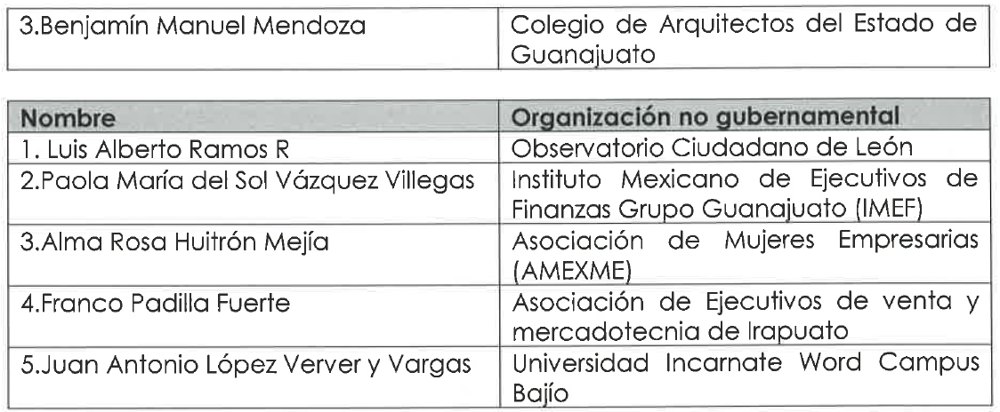 3.Benjamín Manuel Mendoza
Colegio de Arquitectos del Estado de
Guanajuato
Nombre
Organización no gubernamental
1. Luis Alberto Ramos R
Observatorio Ciudadano de León
2.Paola María del Sol Vázquez Villegas
Instituto Mexicano de Ejecutivos de
Finanzas Grupo Guanajuato (IMEF)
3.Alma Rosa Huitrón Mejía
Asociación de Mujeres Empresarias
(AMEXME)
4.Franco Padilla Fuerte
Asociación de Ejecutivos de venta y
mercadotecnia de Irapuato
5.Juan Antonio López Verver y Vargas
Universidad Incarnate Word Campus
Bajío